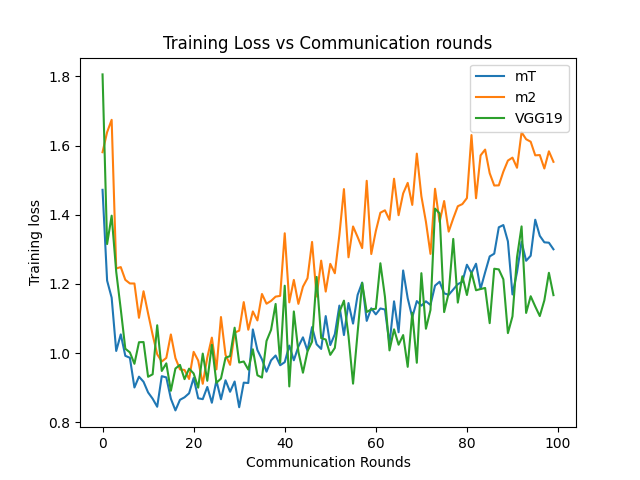 Training Loss vs Communication rounds
mT
m2
VGG19
Training loss
1.8
1.6
1.4
1.2
1.0
0.8
0 20 40 60 80 100
Communication Rounds